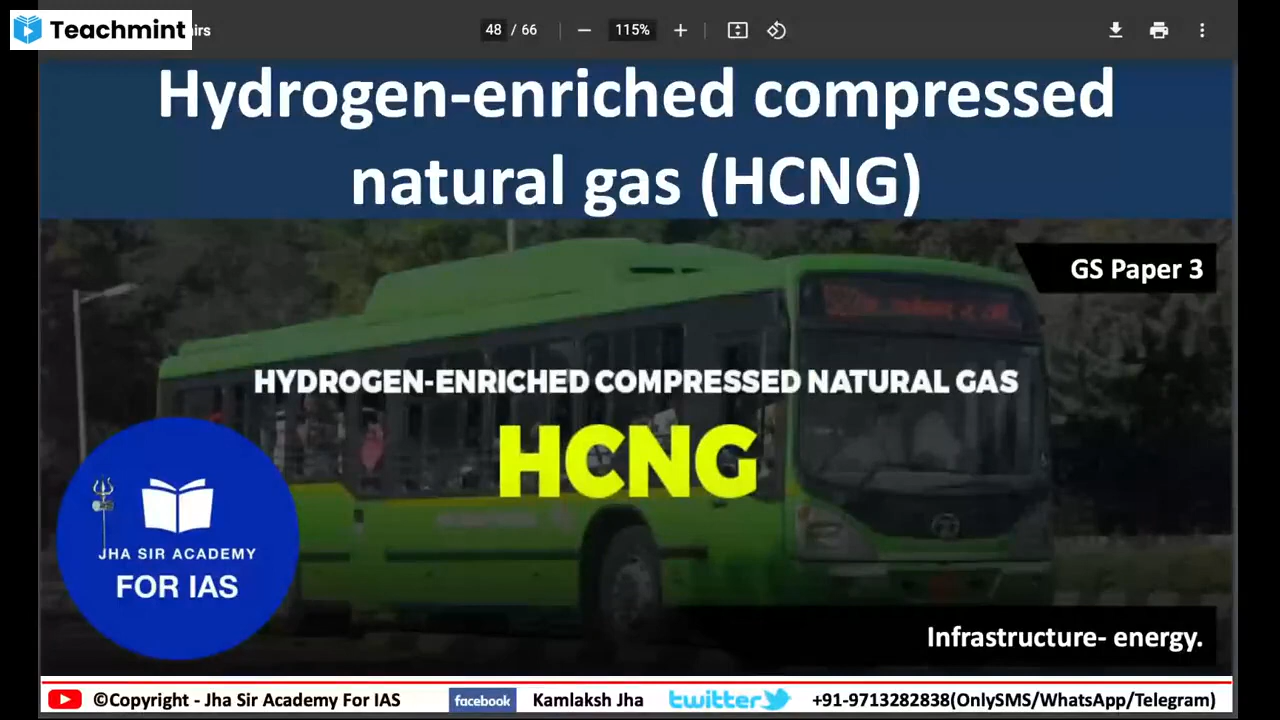 Teachmint
irs
48 / 66
115%
Hydrogen-enriched compressed
natural gas (HCNG)
GS Paper 3
HYDROGEN-ENRICHED COMPRESSED NATURAL GAS
HCNG
JHA SIR ACADEMY
FOR IAS
Infrastructure- energy.
©Copyright - Jha Sir Academy For IAS
facebook
Kamlaksh Jha
twitter
+91-9713282838(OnlySMS/WhatsApp/Telegram)